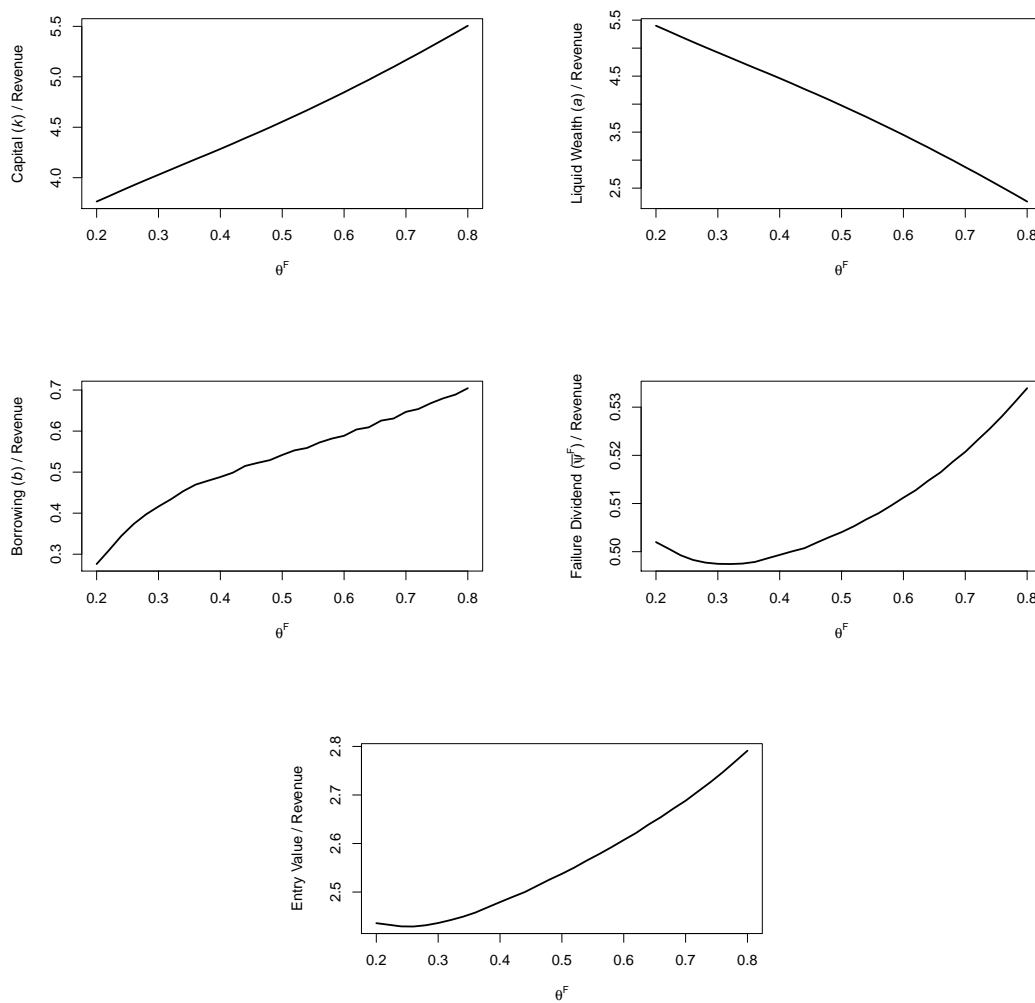 Capital (k) / Revenue
5.5
5.0
4.5
4.0
0.2 0.3 0.4 0.5 0.6 0.7 0.8
θ^F
Liquid Wealth (a) / Revenue
5.5
4.5
3.5
2.5
0.2 0.3 0.4 0.5 0.6 0.7 0.8
θ^F
Borrowing (b) / Revenue
0.7
0.6
0.5
0.4
0.3
0.2 0.3 0.4 0.5 0.6 0.7 0.8
θ^F
Failure Dividend (ψ̅^F) / Revenue
0.53
0.52
0.51
0.50
0.2 0.3 0.4 0.5 0.6 0.7 0.8
θ^F
Entry Value / Revenue
2.8
2.7
2.6
2.5
0.2 0.3 0.4 0.5 0.6 0.7 0.8
θ^F